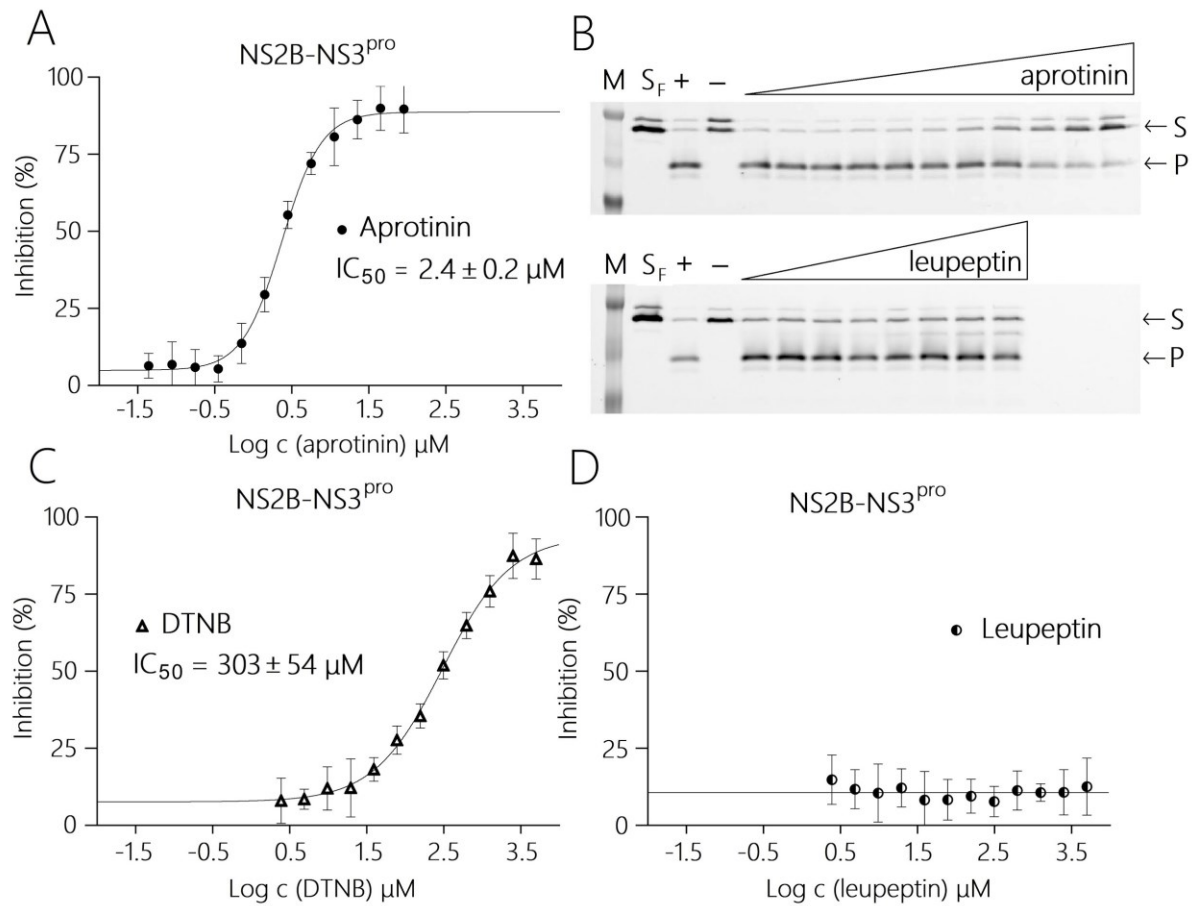 A
NS2B-NS3pro
100
75
50
25
0
Inhibition (%)
Aprotinin
IC50 = 2.4 ± 0.2 µM
-1.5 -0.5 0.5 1.5 2.5 3.5
Log c (aprotinin) µM
B
M SF + – aprotinin
←S
←P
M SF + – leupeptin
←S
←P
C
NS2B-NS3pro
100
75
50
25
0
Inhibition (%)
DTNB
IC50 = 303 ± 54 µM
-1.5 -0.5 0.5 1.5 2.5 3.5
Log c (DTNB) µM
D
NS2B-NS3pro
100
75
50
25
0
Inhibition (%)
Leupeptin
-1.5 -0.5 0.5 1.5 2.5 3.5
Log c (leupeptin) µM